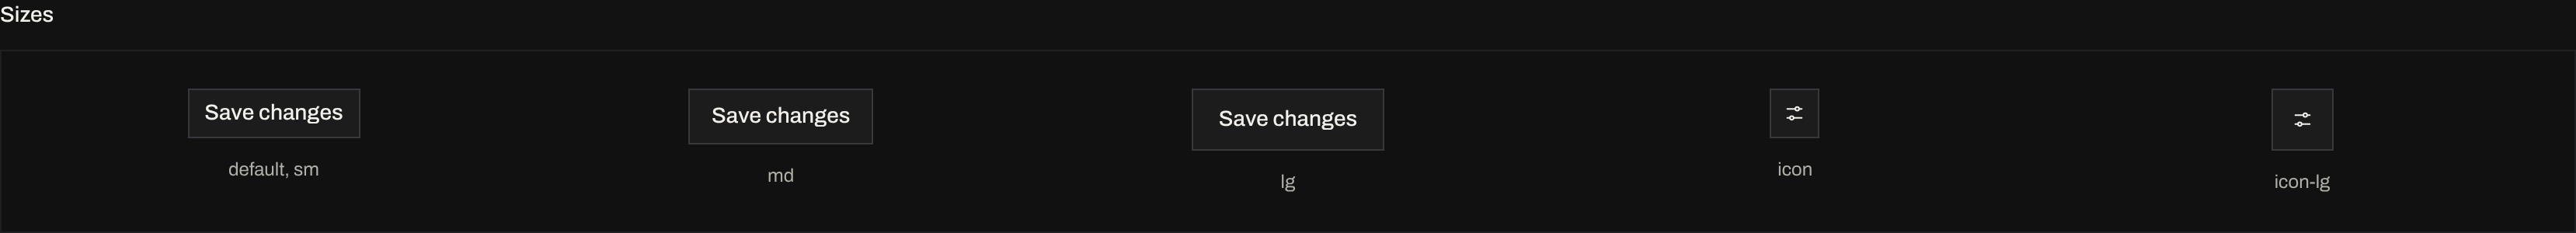 Sizes
Save changes
default, sm
Save changes
md
Save changes
lg
icon
icon-lg